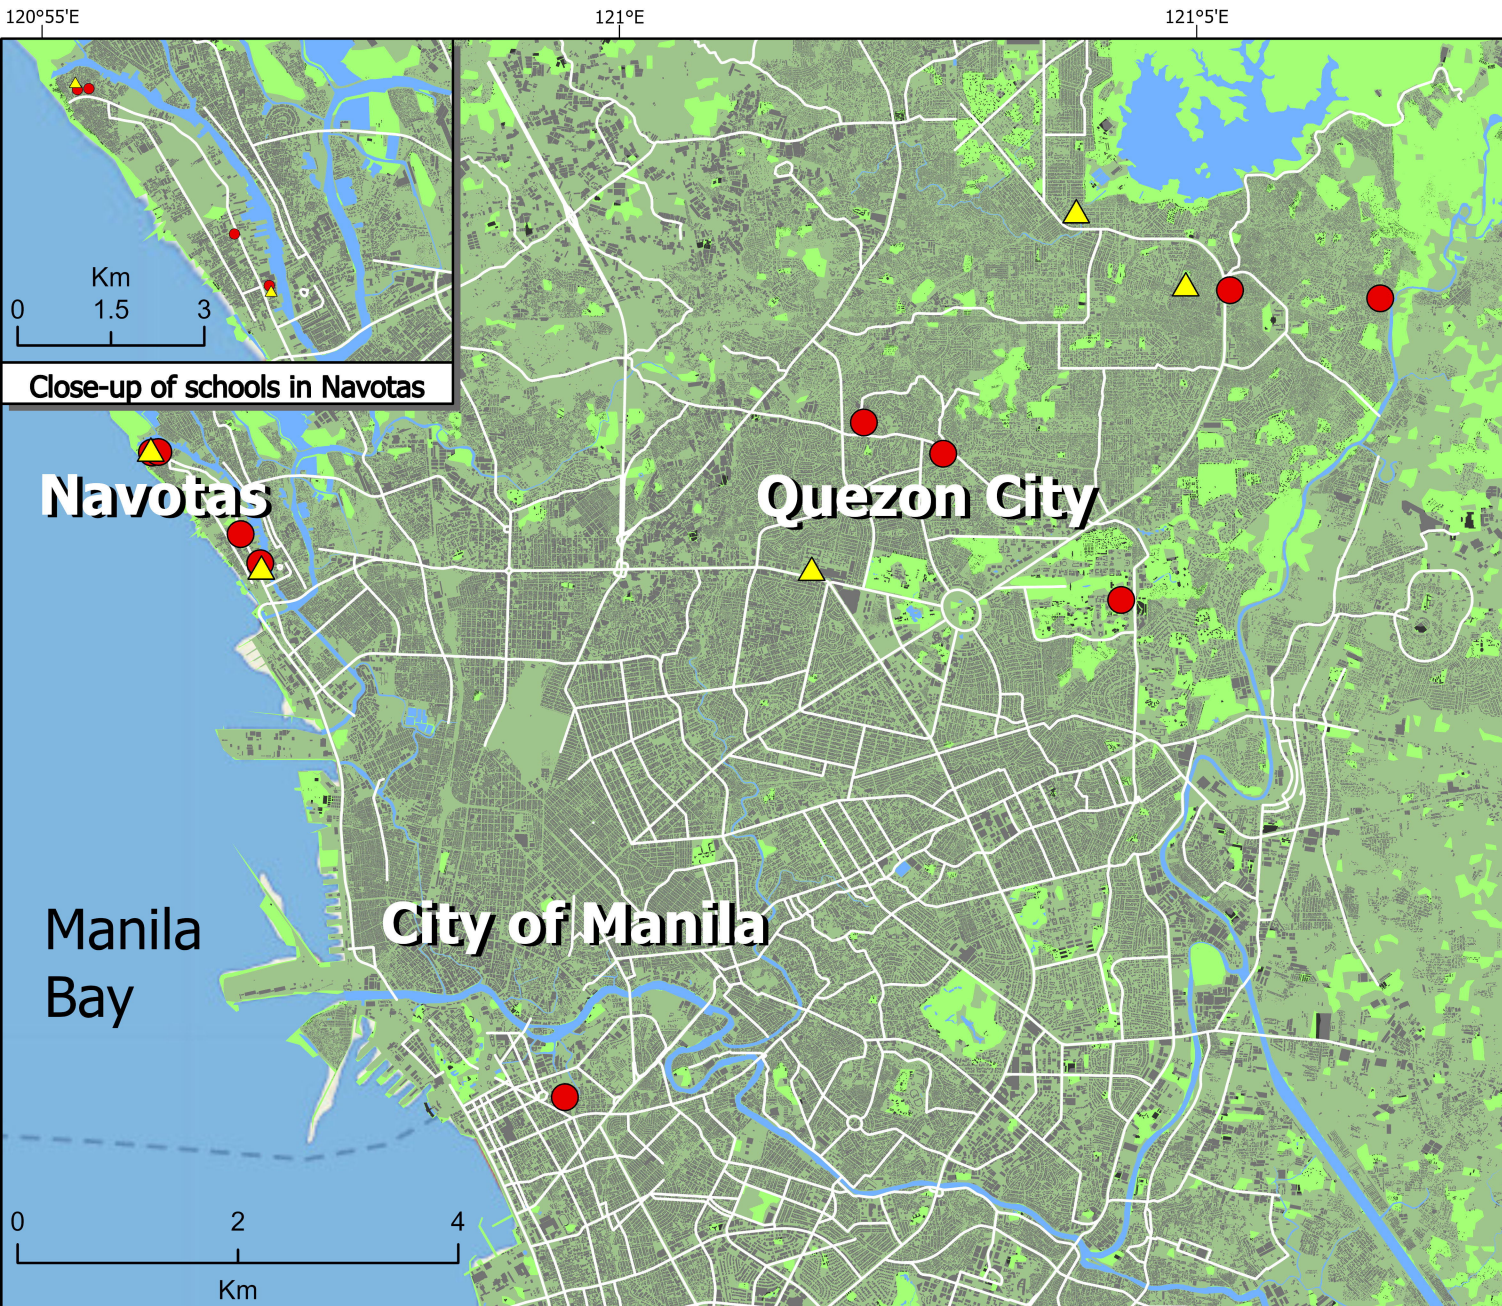 120°55'E
121°E
121°5'E
Km
0 1.5 3
Close-up of schools in Navotas
Navotas
Quezon City
City of Manila
Manila
Bay
0 2 4
Km